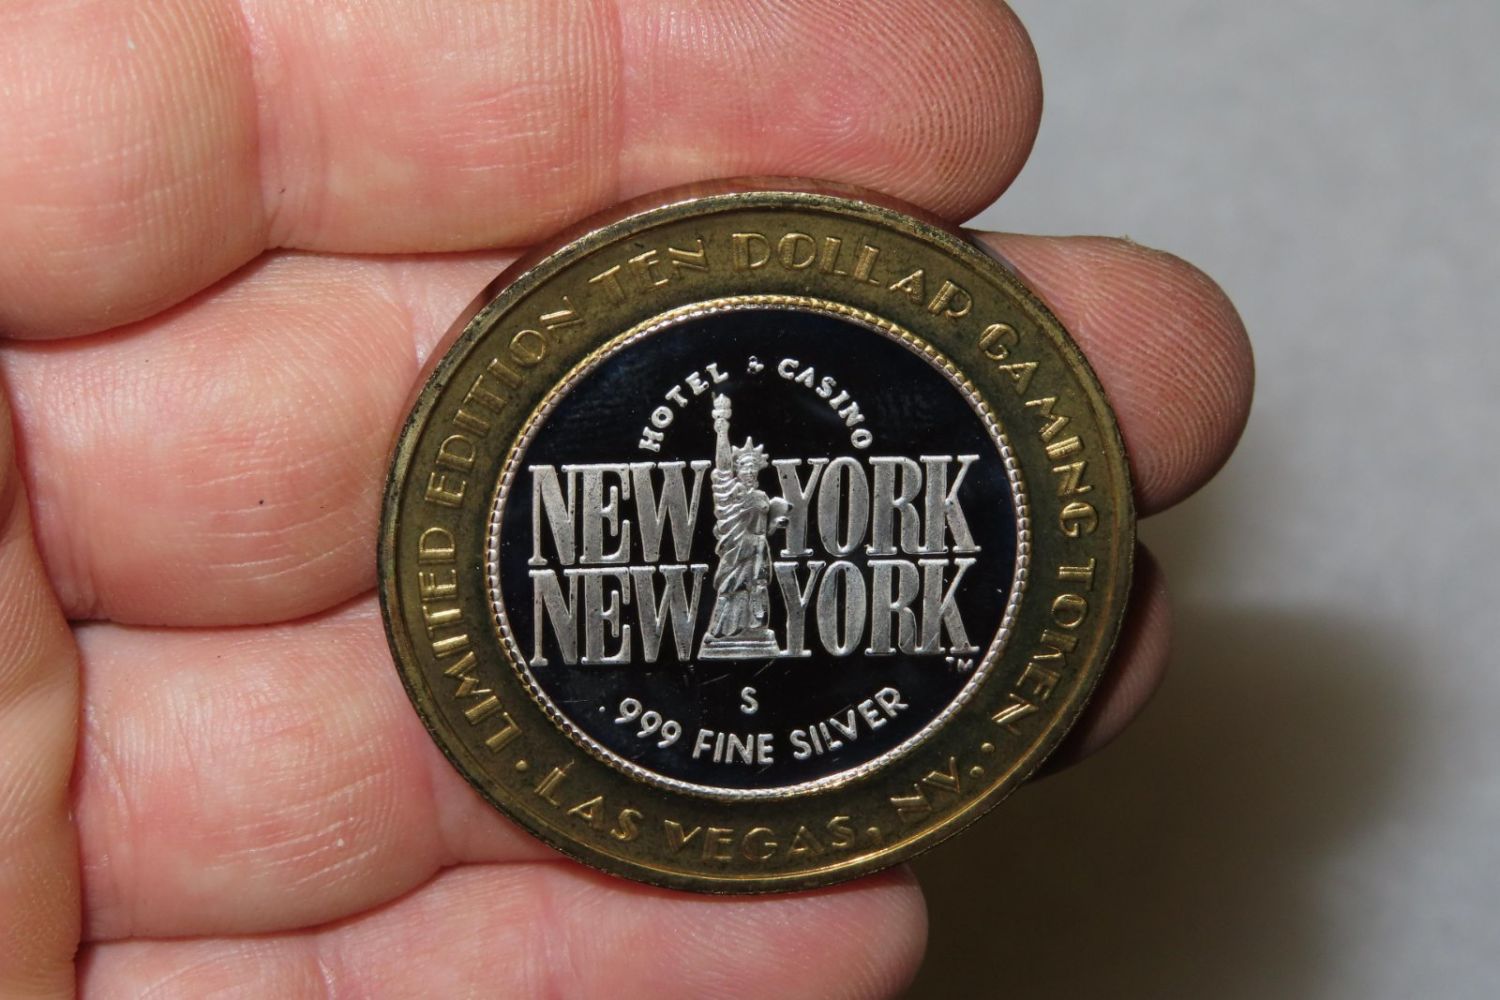 LIMITED EDITION TEN DOLLAR GAMING TOKEN
HOTEL & CASINO
NEW YORK
NEW YORK
TM
S
.999 FINE SILVER
· LAS VEGAS, NV. ·